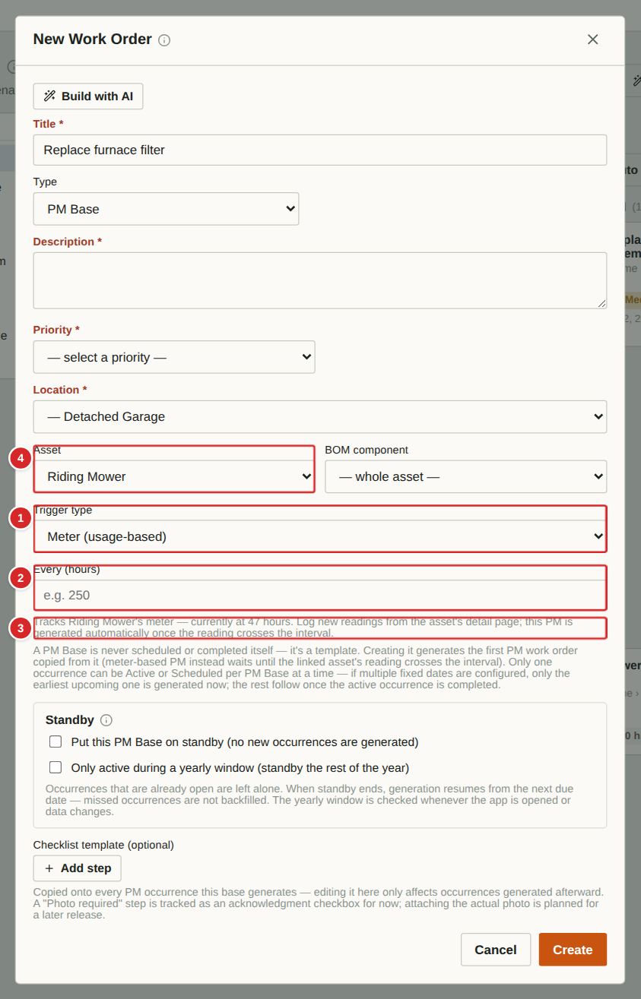 New Work Order
Build with AI
Title *
Replace furnace filter
Type
PM Base
Description *
Priority *
— select a priority —
Location *
— Detached Garage
Asset
BOM component
4
Riding Mower
— whole asset —
Trigger type
1
Meter (usage-based)
Every (hours)
2
e.g. 250
3
Tracks Riding Mower's meter — currently at 47 hours. Log new readings from the asset's detail page; this PM is
generated automatically once the reading crosses the interval.
A PM Base is never scheduled or completed itself — it's a template. Creating it generates the first PM work order
copied from it (meter-based PM instead waits until the linked asset's reading crosses the interval). Only one
occurrence can be Active or Scheduled per PM Base at a time — if multiple fixed dates are configured, only the
earliest upcoming one is generated now; the rest follow once the active occurrence is completed.
Standby
Put this PM Base on standby (no new occurrences are generated)
Only active during a yearly window (standby the rest of the year)
Occurrences that are already open are left alone. When standby ends, generation resumes from the next due
date — missed occurrences are not backfilled. The yearly window is checked whenever the app is opened or
data changes.
Checklist template (optional)
+ Add step
Copied onto every PM occurrence this base generates — editing it here only affects occurrences generated afterward.
A "Photo required" step is tracked as an acknowledgment checkbox for now; attaching the actual photo is planned for
a later release.
Cancel
Create